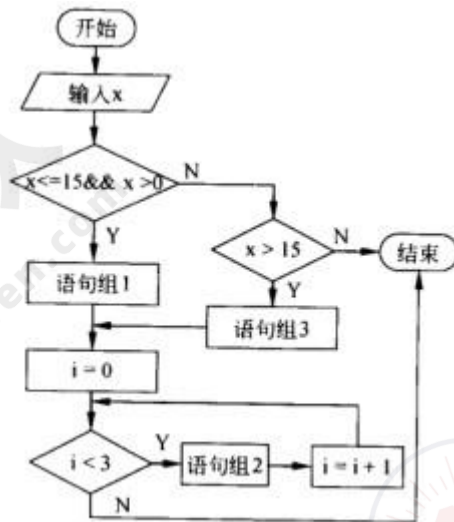 开始
输入x
x<=15&& x >0
N
Y
x > 15
N
结束
Y
语句组1
语句组3
i = 0
i < 3
Y
语句组2
i = i + 1
N